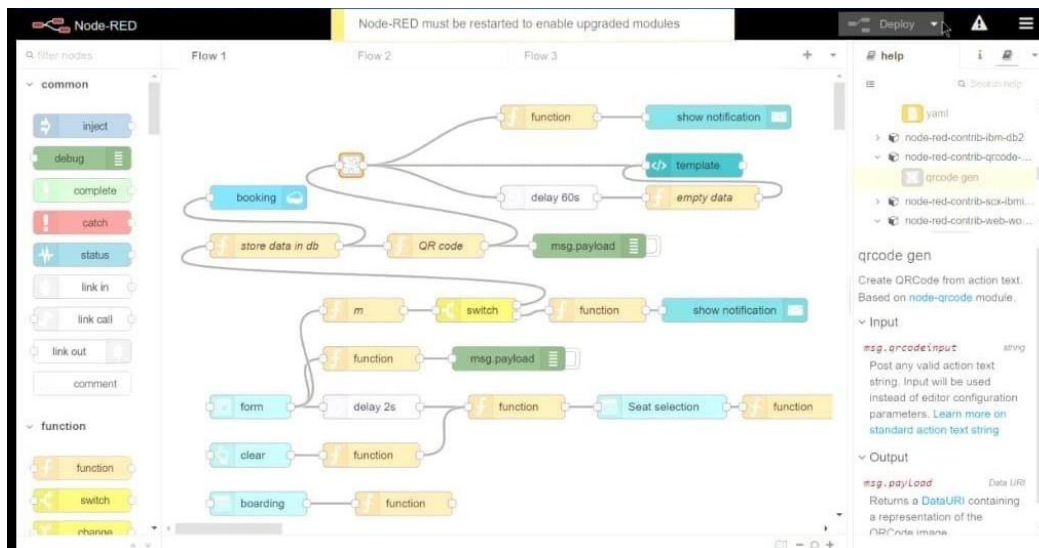 Node-RED
Node-RED must be restarted to enable upgraded modules
Deploy
filter nodes
common
inject
debug
complete
catch
status
link in
link call
link out
comment
function
function
switch
change
Flow 1
Flow 2
Flow 3
function
show notification
template
booking
delay 60s
empty data
store data in db
QR code
msg.payload
m
switch
function
show notification
function
msg.payload
form
delay 2s
function
Seat selection
function
clear
function
boarding
function
help
i
Search help
yaml
node-red-contrib-ibm-db2
node-red-contrib-qrcode-...
qrcode gen
node-red-contrib-scx-ibmi...
node-red-contrib-web-wo...
qrcode gen
Create QRCode from action text.
Based on node-qrcode module.
Input
msg.qrcodeinput string
Post any valid action text
string. Input will be used
instead of editor configuration
parameters. Learn more on
standard action text string
Output
msg.payload Data URI
Returns a DataURI containing
a representation of the
QRCode image.